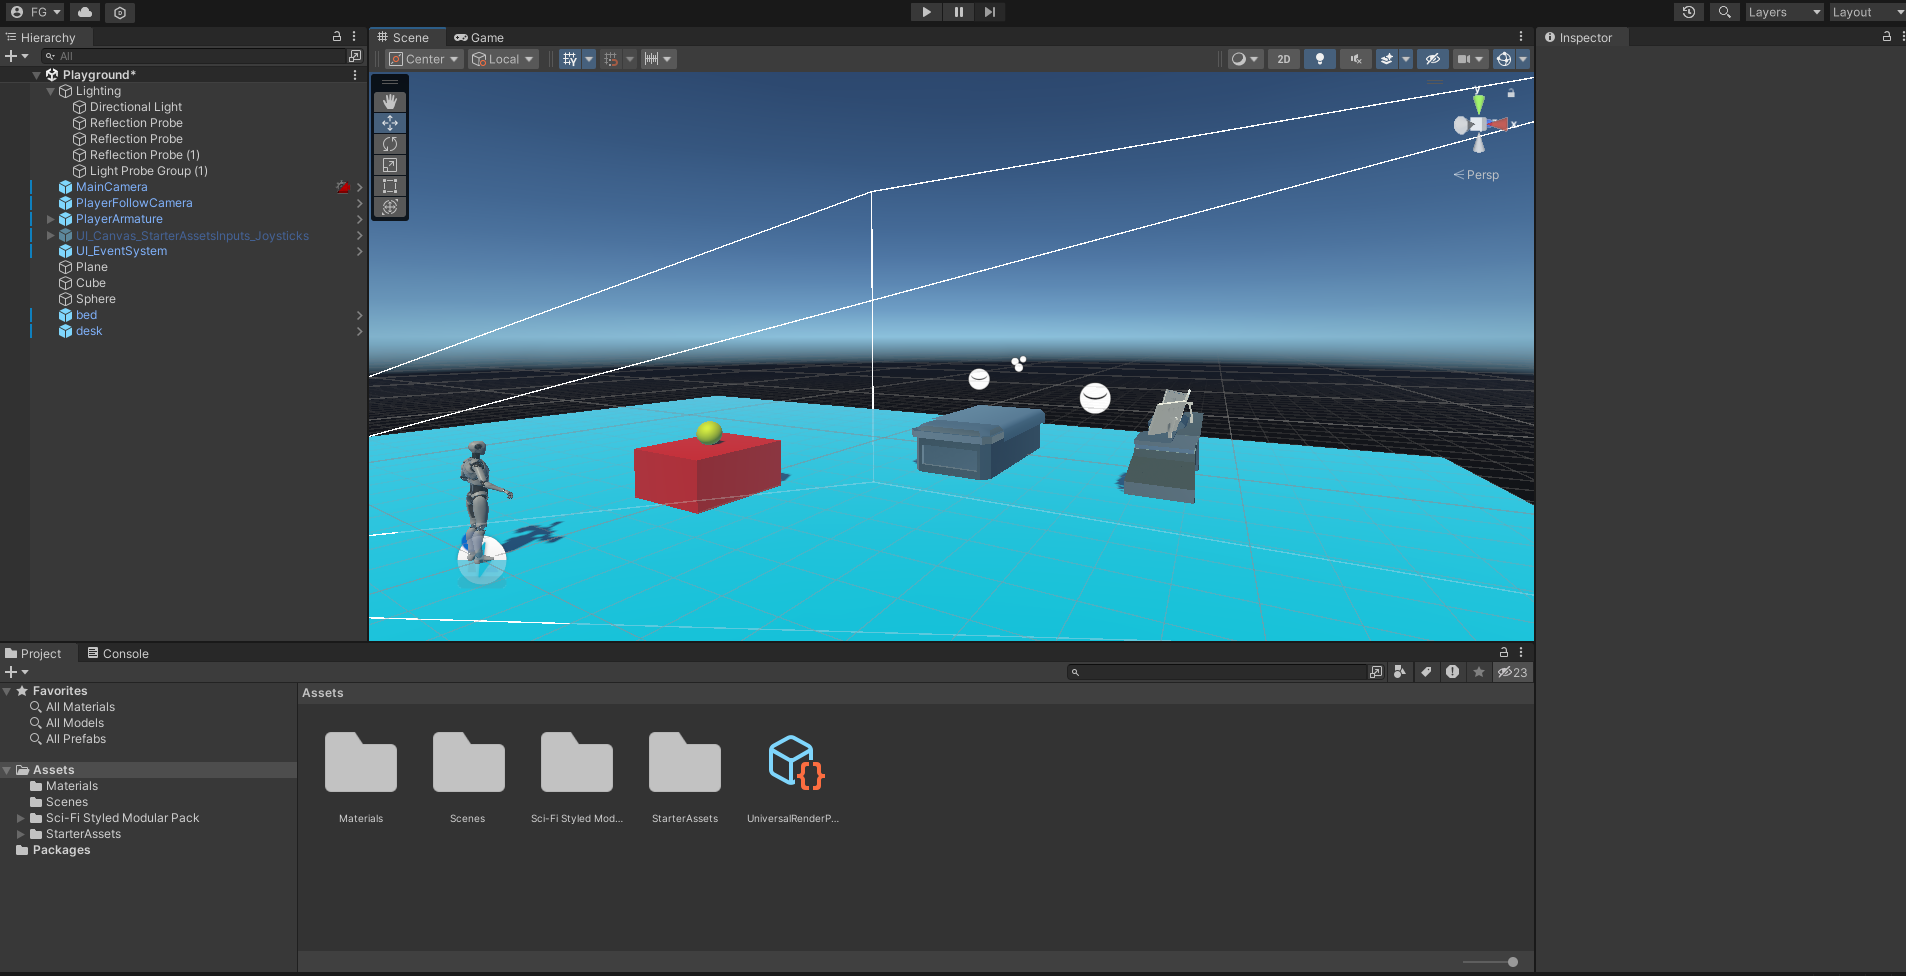 FG
Layers
Layout
Hierarchy
All
Playground*
Lighting
Directional Light
Reflection Probe
Reflection Probe
Reflection Probe (1)
Light Probe Group (1)
MainCamera
PlayerFollowCamera
PlayerArmature
UI_Canvas_StarterAssetsInputs_Joysticks
UI_EventSystem
Plane
Cube
Sphere
bed
desk
Scene
Game
Center
Local
2D
y
x
Persp
Inspector
Project
Console
23
Favorites
All Materials
All Models
All Prefabs
Assets
Materials
Scenes
Sci-Fi Styled Modular Pack
StarterAssets
Packages
Assets
Materials
Scenes
Sci-Fi Styled Mod...
StarterAssets
UniversalRenderP...